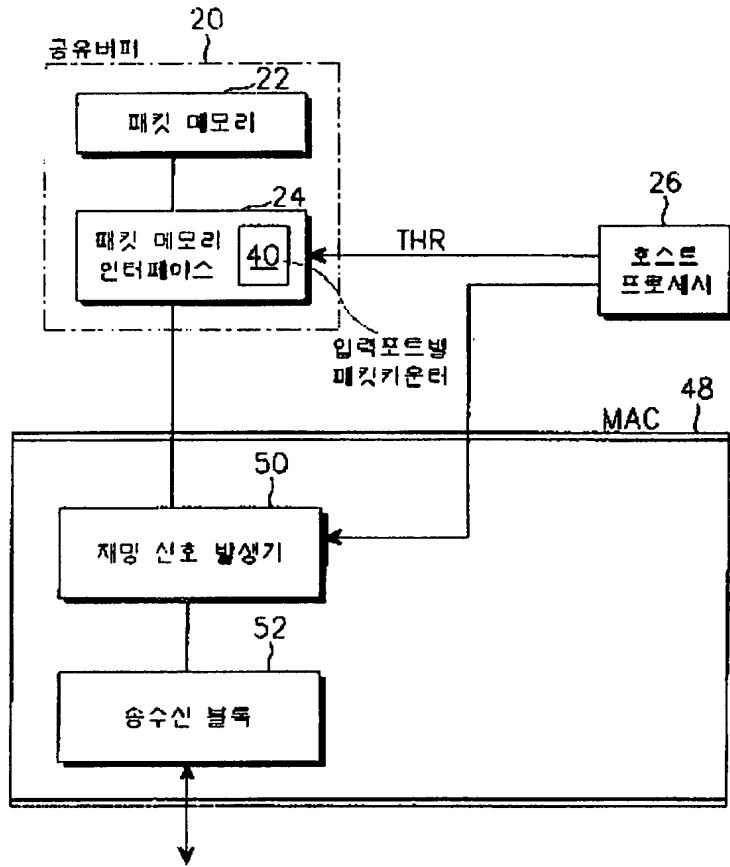 20
공유버퍼
22
패킷 메모리
24
패킷 메모리
인터페이스
40
THR
26
호스트
프로세서
입력포트별
패킷카운터
MAC
48
50
재밍 신호 발생기
52
송수신 블록